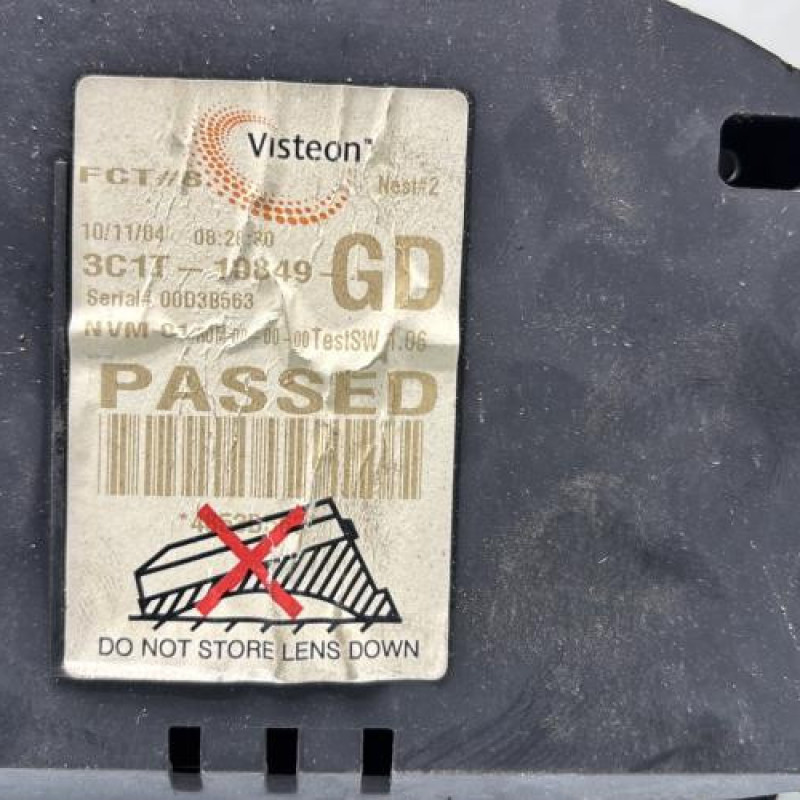 Visteon™
FCT#6 Nest#2
10/11/04
3C1T-10849-GD
Serial# 00D3B563
TestSW 1.06
PASSED
DO NOT STORE LENS DOWN